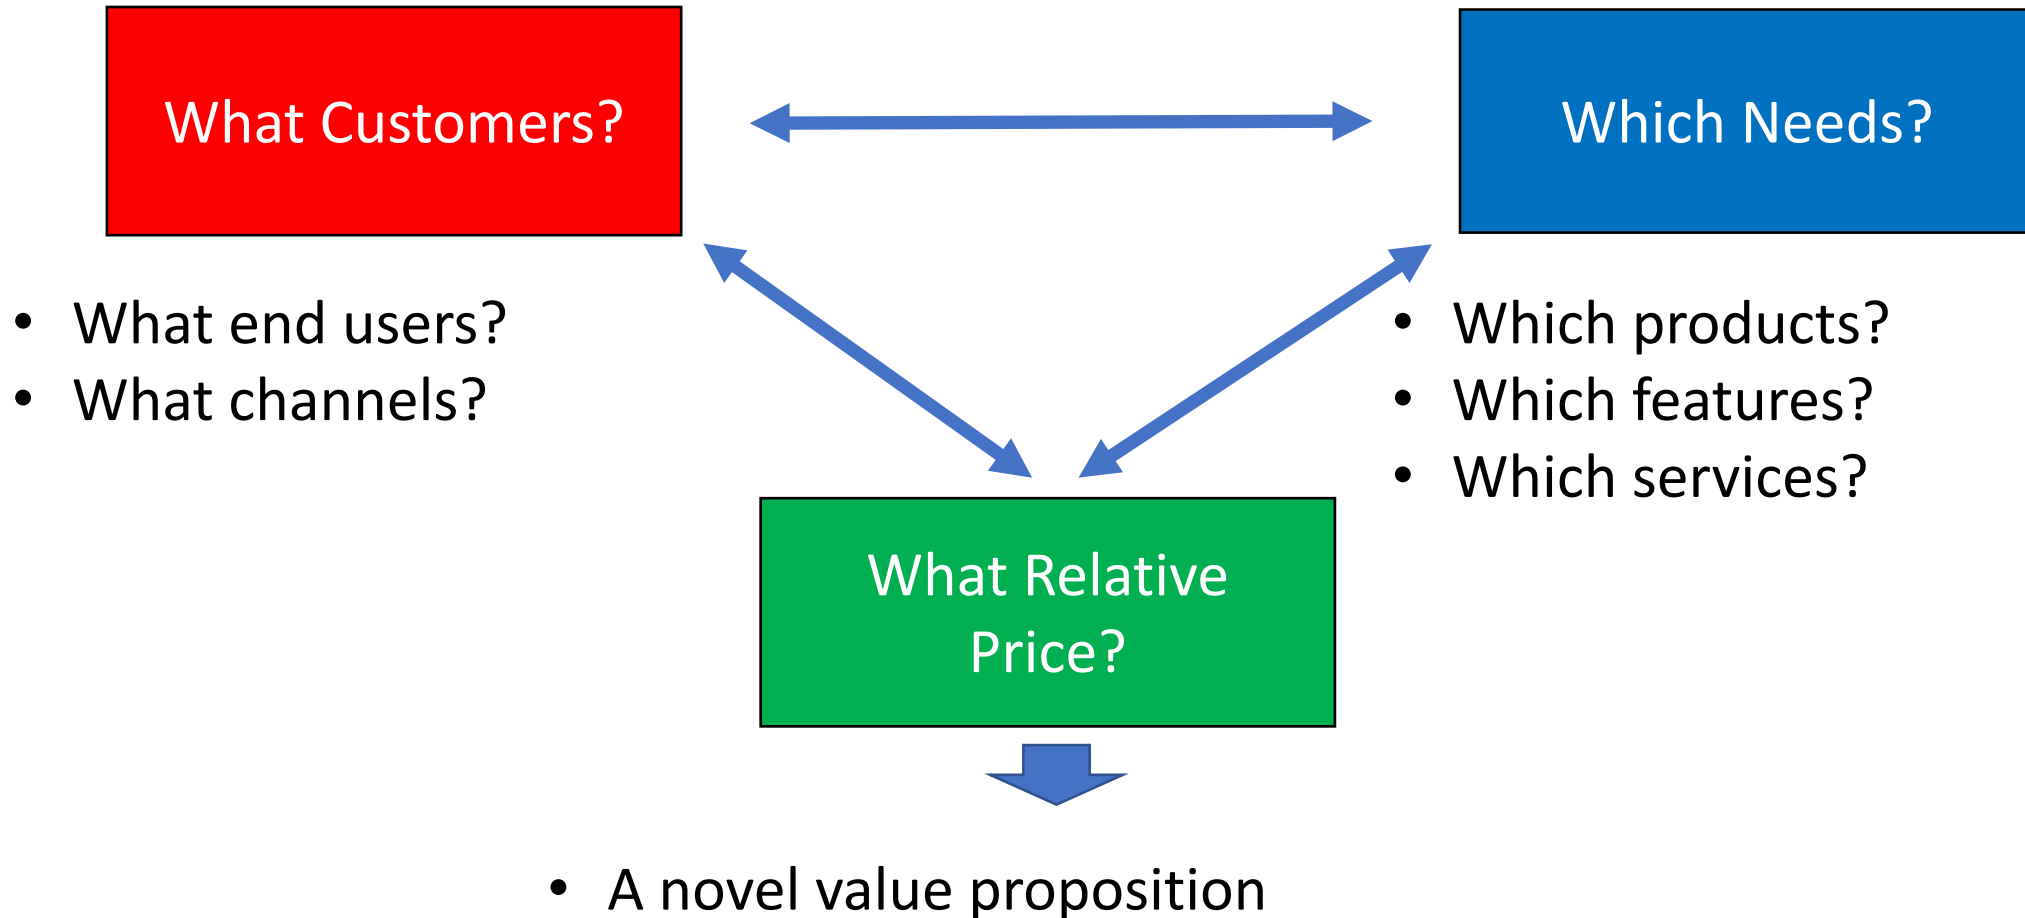 What Customers?
Which Needs?
• What end users?
• What channels?
• Which products?
• Which features?
• Which services?
What Relative
Price?
• A novel value proposition